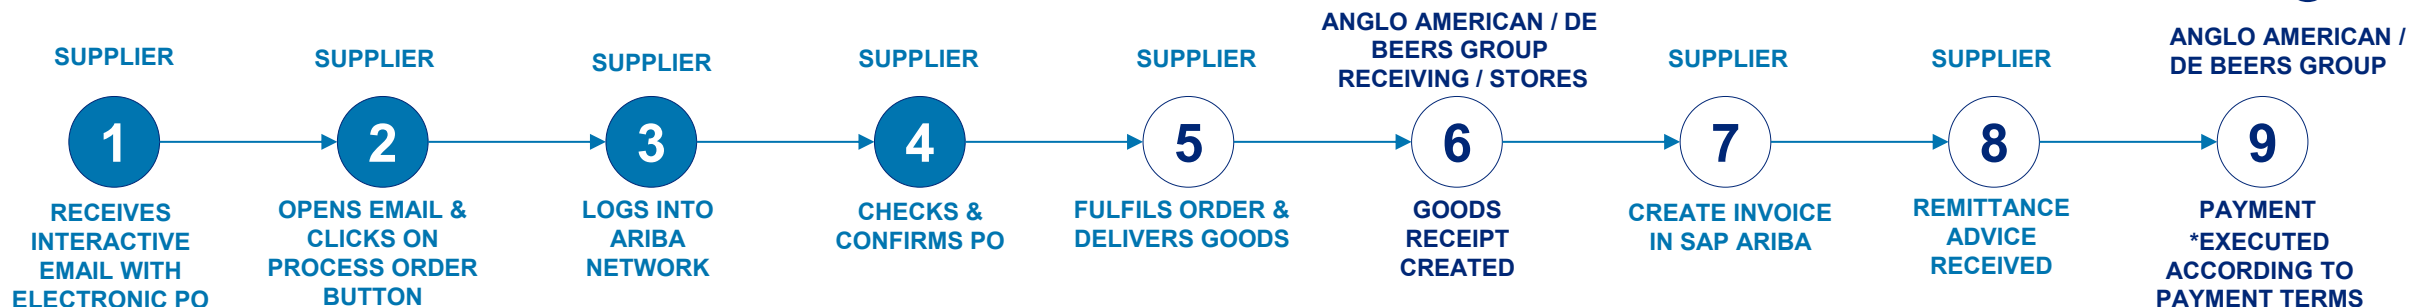 SUPPLIER
1
RECEIVES
INTERACTIVE
EMAIL WITH
ELECTRONIC PO
SUPPLIER
2
OPENS EMAIL &
CLICKS ON
PROCESS ORDER
BUTTON
SUPPLIER
3
LOGS INTO
ARIBA
NETWORK
SUPPLIER
4
CHECKS &
CONFIRMS PO
SUPPLIER
5
FULFILS ORDER &
DELIVERS GOODS
ANGLO AMERICAN / DE
BEERS GROUP
RECEIVING / STORES
6
GOODS
RECEIPT
CREATED
SUPPLIER
7
CREATE INVOICE
IN SAP ARIBA
SUPPLIER
8
REMITTANCE
ADVICE
RECEIVED
ANGLO AMERICAN /
DE BEERS GROUP
9
PAYMENT
*EXECUTED
ACCORDING TO
PAYMENT TERMS